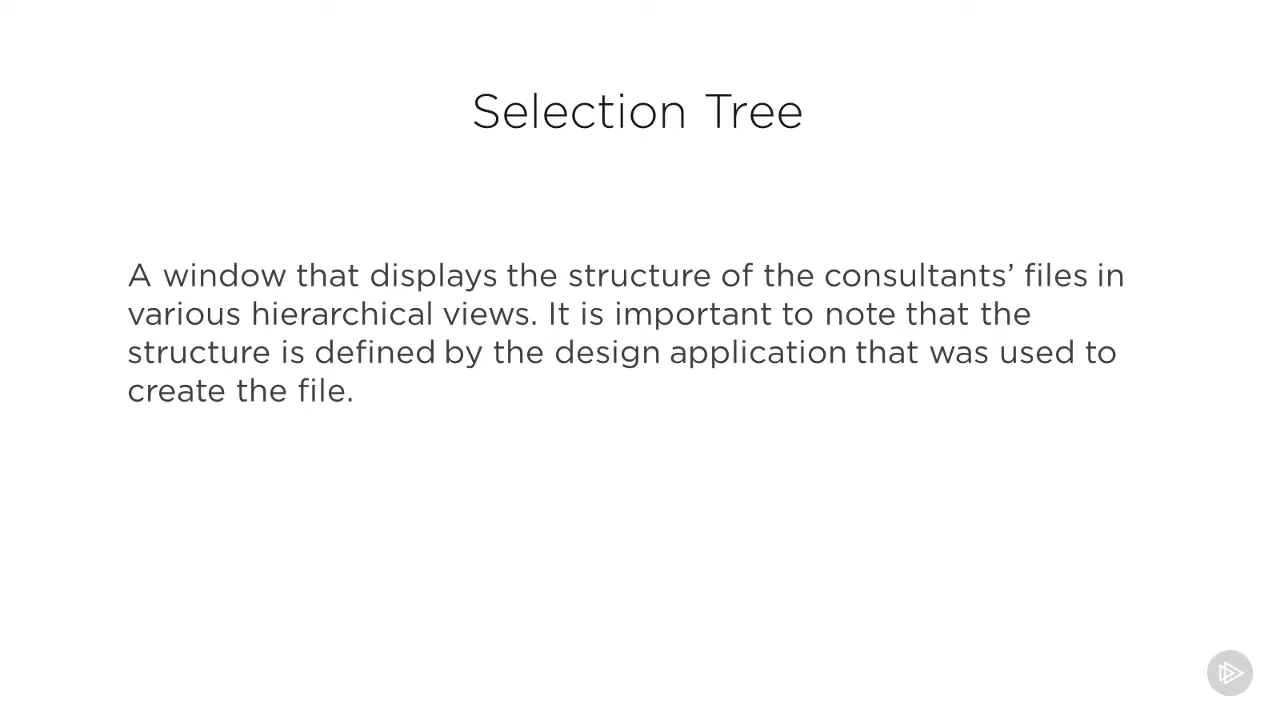 Selection Tree
A window that displays the structure of the consultants’ files in
various hierarchical views. It is important to note that the
structure is defined by the design application that was used to
create the file.